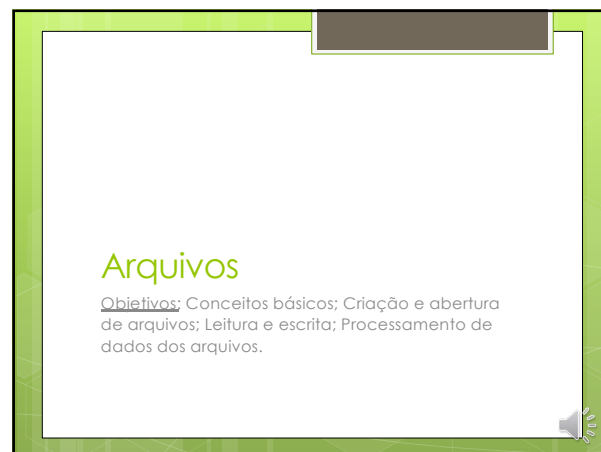 Arquivos
Objetivos: Conceitos básicos; Criação e abertura
de arquivos; Leitura e escrita; Processamento de
dados dos arquivos.